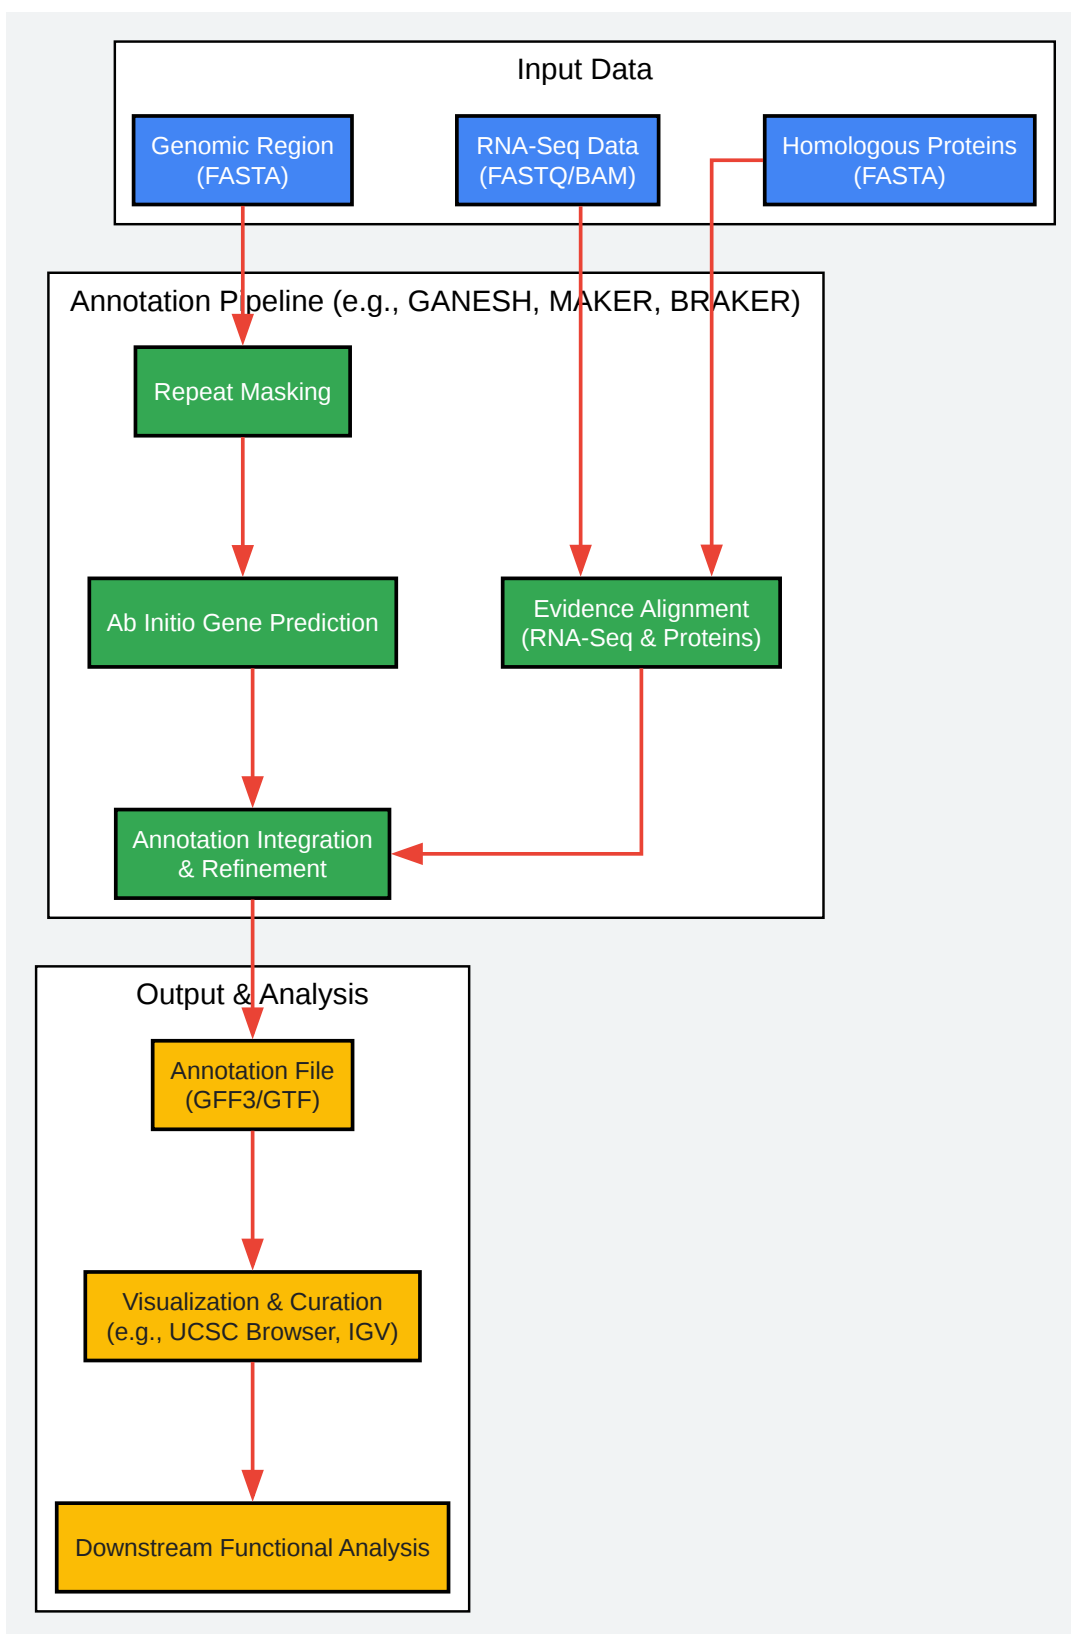 Input Data
Genomic Region
(FASTA)
RNA-Seq Data
(FASTQ/BAM)
Homologous Proteins
(FASTA)
Annotation Pipeline (e.g., GANESH, MAKER, BRAKER)
Repeat Masking
Ab Initio Gene Prediction
Evidence Alignment
(RNA-Seq & Proteins)
Annotation Integration
& Refinement
Output & Analysis
Annotation File
(GFF3/GTF)
Visualization & Curation
(e.g., UCSC Browser, IGV)
Downstream Functional Analysis